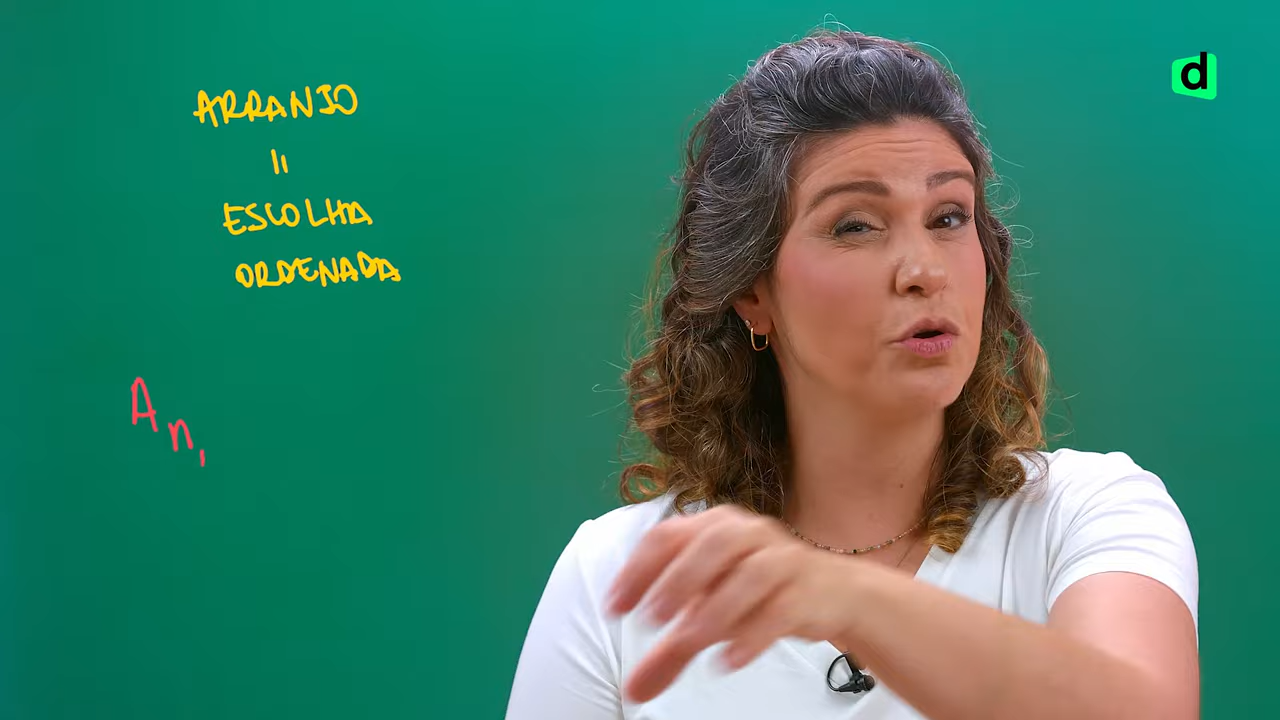 ARRANJO
=
ESCOLHA
ORDENADA
A n,
d